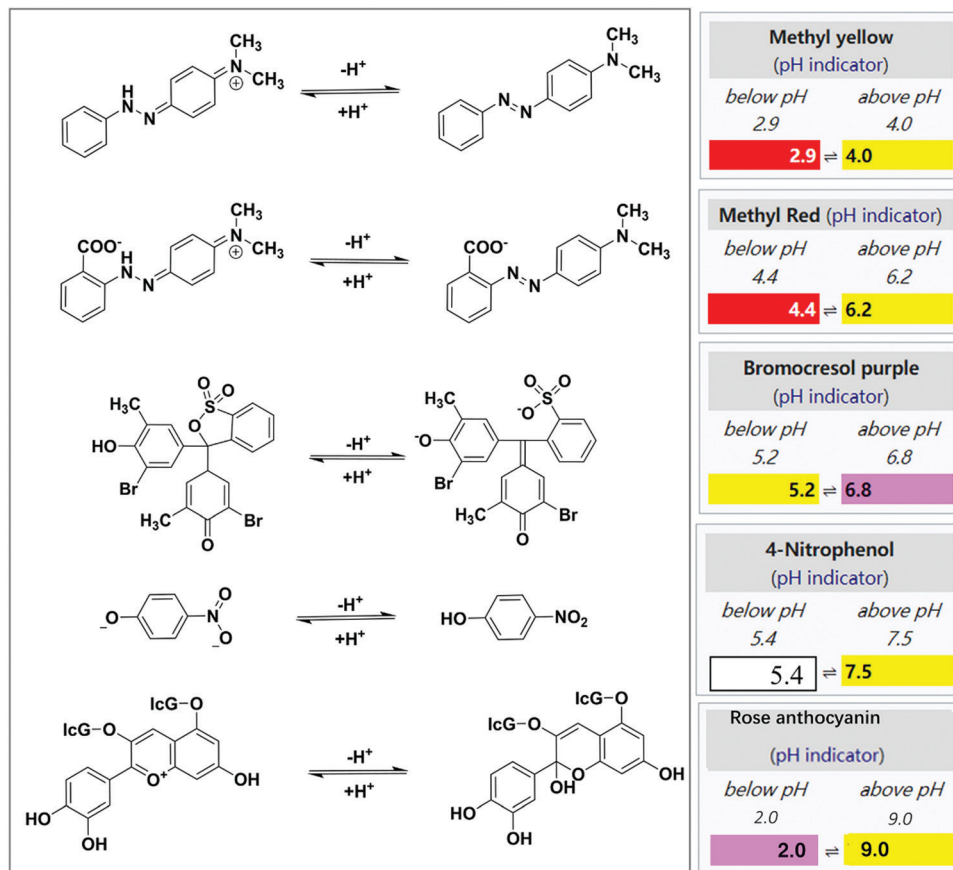 CH₃
H
N
N
N
⊕
CH₃
-H⁺
+H⁺
CH₃
N
CH₃
N
N
Methyl yellow
(pH indicator)
below pH above pH
2.9 4.0
2.9 ⇌ 4.0
COO⁻
H
N
N
CH₃
N
⊕
CH₃
-H⁺
+H⁺
COO⁻
N
N
CH₃
N
CH₃
Methyl Red (pH indicator)
below pH above pH
4.4 6.2
4.4 ⇌ 6.2
O
O
S
O
H₃C
HO
Br
H₃C
Br
O
-H⁺
+H⁺
O
O
S
⁻O
H₃C
⁻O
Br
H₃C
Br
O
Bromocresol purple
(pH indicator)
below pH above pH
5.2 6.8
5.2 ⇌ 6.8
⁻O
O
N
O⁻
-H⁺
+H⁺
HO
NO₂
4-Nitrophenol
(pH indicator)
below pH above pH
5.4 7.5
5.4 ⇌ 7.5
IcG-O
IcG-O
O⁺
OH
HO
OH
-H⁺
+H⁺
IcG-O
IcG-O
OH
O
OH
HO
OH
Rose anthocyanin
(pH indicator)
below pH above pH
2.0 9.0
2.0 ⇌ 9.0